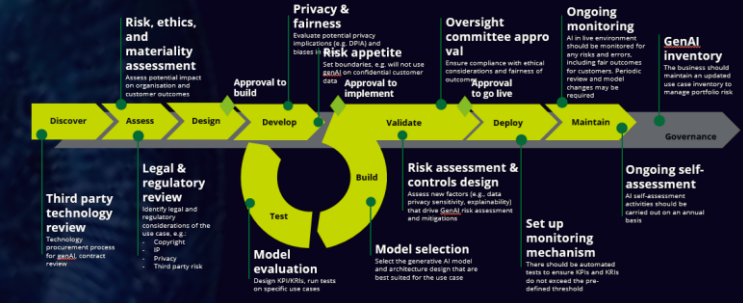 Risk, ethics,
and
materiality
assessment
Assess potential impact
on organisation and
customer outcomes
Privacy &
fairness
Evaluate potential privacy
implications (e.g. DPIA) and
biases in
Risk appetite
Set boundaries, e.g. will not use
genAI on confidential customer
data
Oversight
committee appro
val
Ensure compliance with ethical
considerations and fairness of
outcomes
Ongoing
monitoring
AI in live environment
should be monitored for
any risks and errors,
including fair outcomes
for customers. Periodic
review and model
changes may be
required
GenAI
inventory
The business should
maintain an updated
use case inventory to
manage portfolio risk
Approval to
build
Approval to
implement
Approval
to go live
Discover
Assess
Design
Develop
Validate
Deploy
Maintain
Governance
Build
Test
Third party
technology
review
Technology
procurement process
for genAI, contract
review
Legal &
regulatory
review
Identify legal and
regulatory
considerations of the
use case, e.g.:
- Copyright
- IP
- Privacy
- Third party risk
Model
evaluation
Design KPI/KRIs, run tests
on specific use cases
Model selection
Select the generative AI model
and architecture design that are
best suited for the use case
Risk assessment &
controls design
Assess new factors (e.g., data
privacy sensitivity, explainability)
that drive GenAI risk assessment
and mitigations
Set up
monitoring
mechanism
There should be automated
tests to ensure KPIs and KRIs
do not exceed the pre-
defined threshold
Ongoing self-
assessment
AI self-assessment
activities should be
carried out on an annual
basis